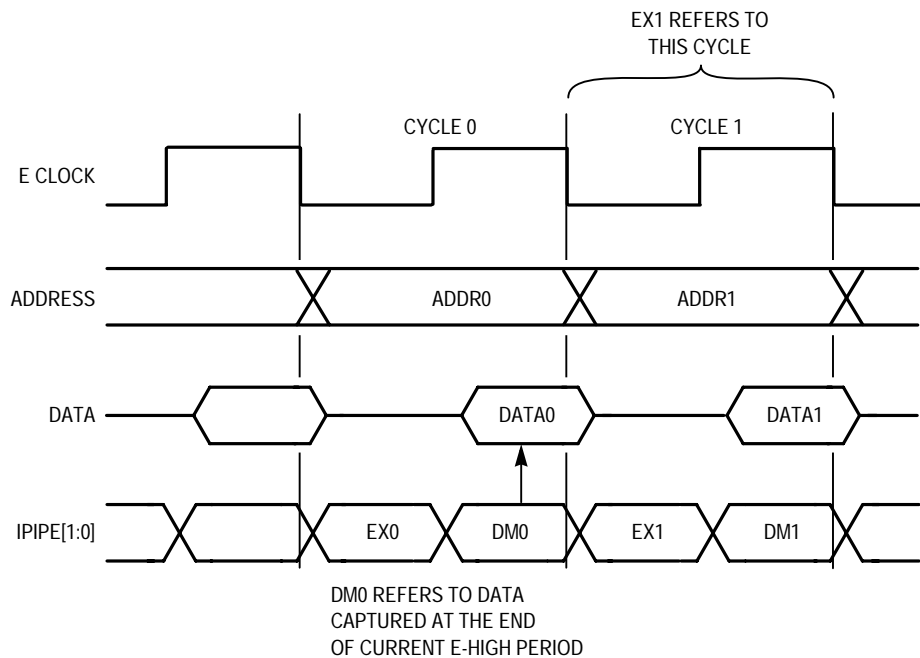 EX1 REFERS TO
THIS CYCLE
CYCLE 0
CYCLE 1
E CLOCK
ADDRESS
ADDR0
ADDR1
DATA
DATA0
DATA1
IPIPE[1:0]
EX0
DM0
EX1
DM1
DM0 REFERS TO DATA
CAPTURED AT THE END
OF CURRENT E-HIGH PERIOD